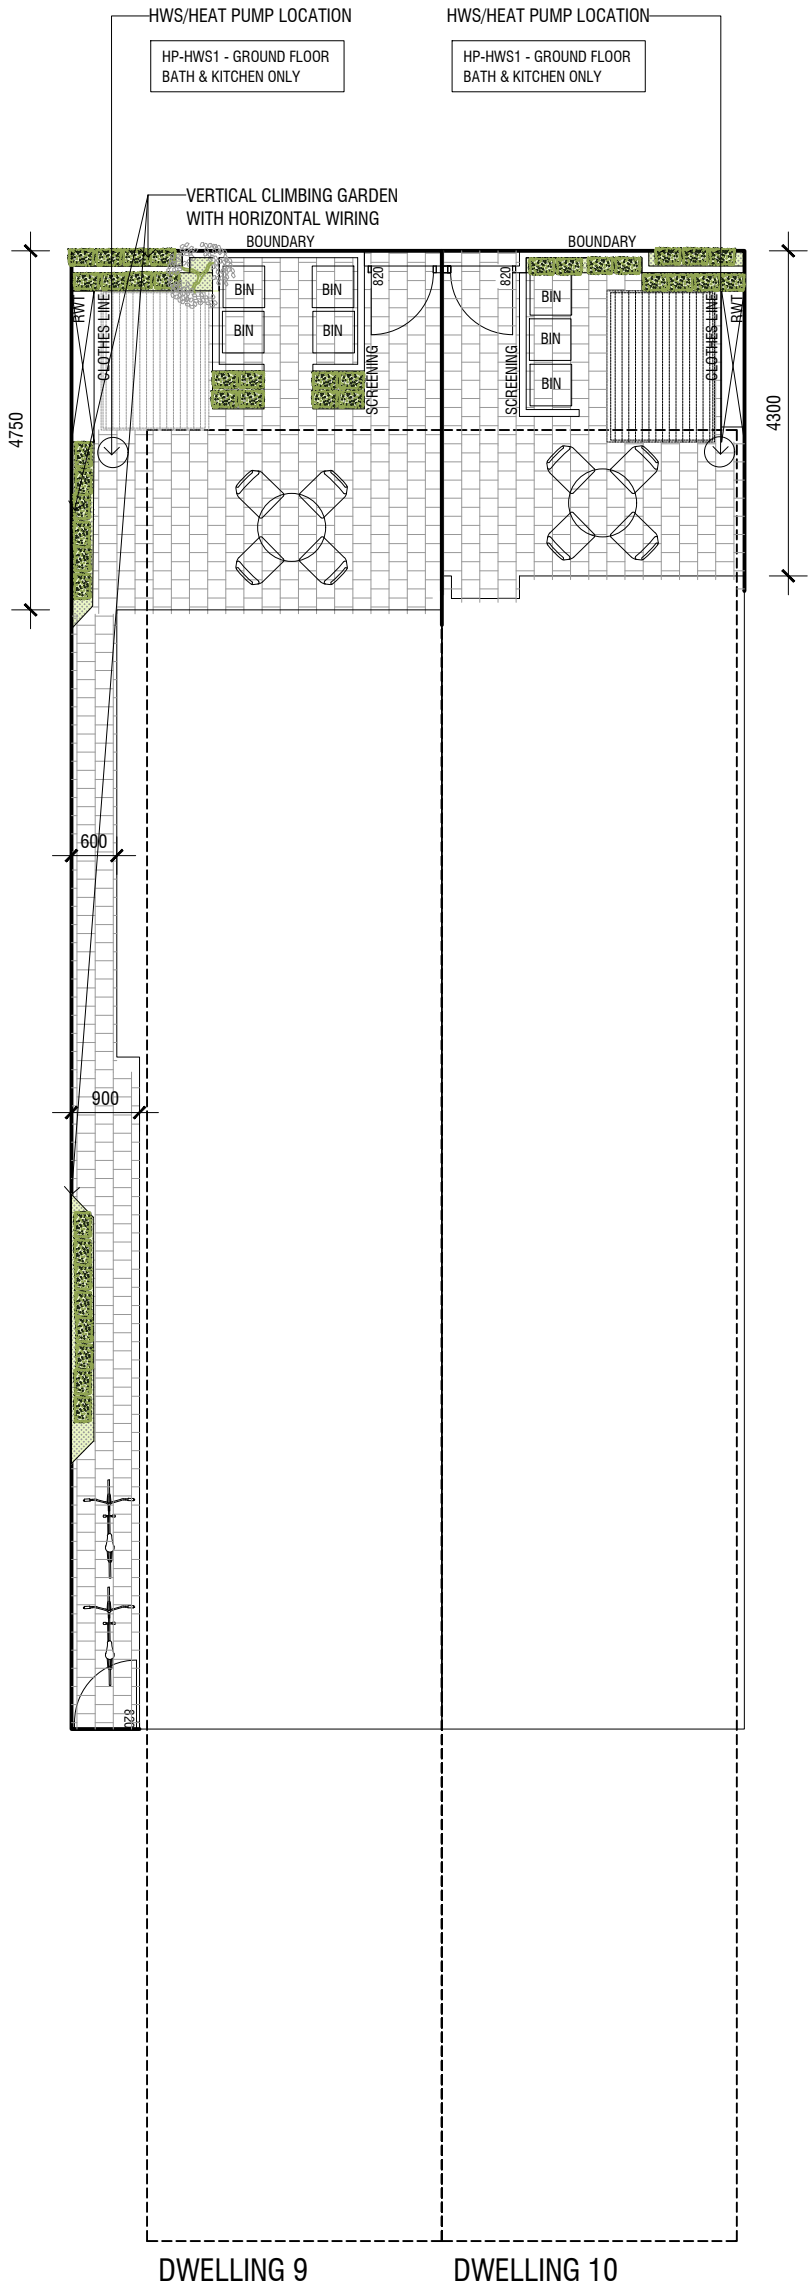 HWS/HEAT PUMP LOCATION
HWS/HEAT PUMP LOCATION
HP-HWS1 - GROUND FLOOR
BATH & KITCHEN ONLY
HP-HWS1 - GROUND FLOOR
BATH & KITCHEN ONLY
VERTICAL CLIMBING GARDEN
WITH HORIZONTAL WIRING
BOUNDARY
BOUNDARY
RWT
CLOTHES LINE
BIN
BIN
BIN
BIN
820
SCREENING
820
SCREENING
BIN
BIN
BIN
CLOTHES LINE
RWT
4750
4300
600
900
820
DWELLING 9
DWELLING 10